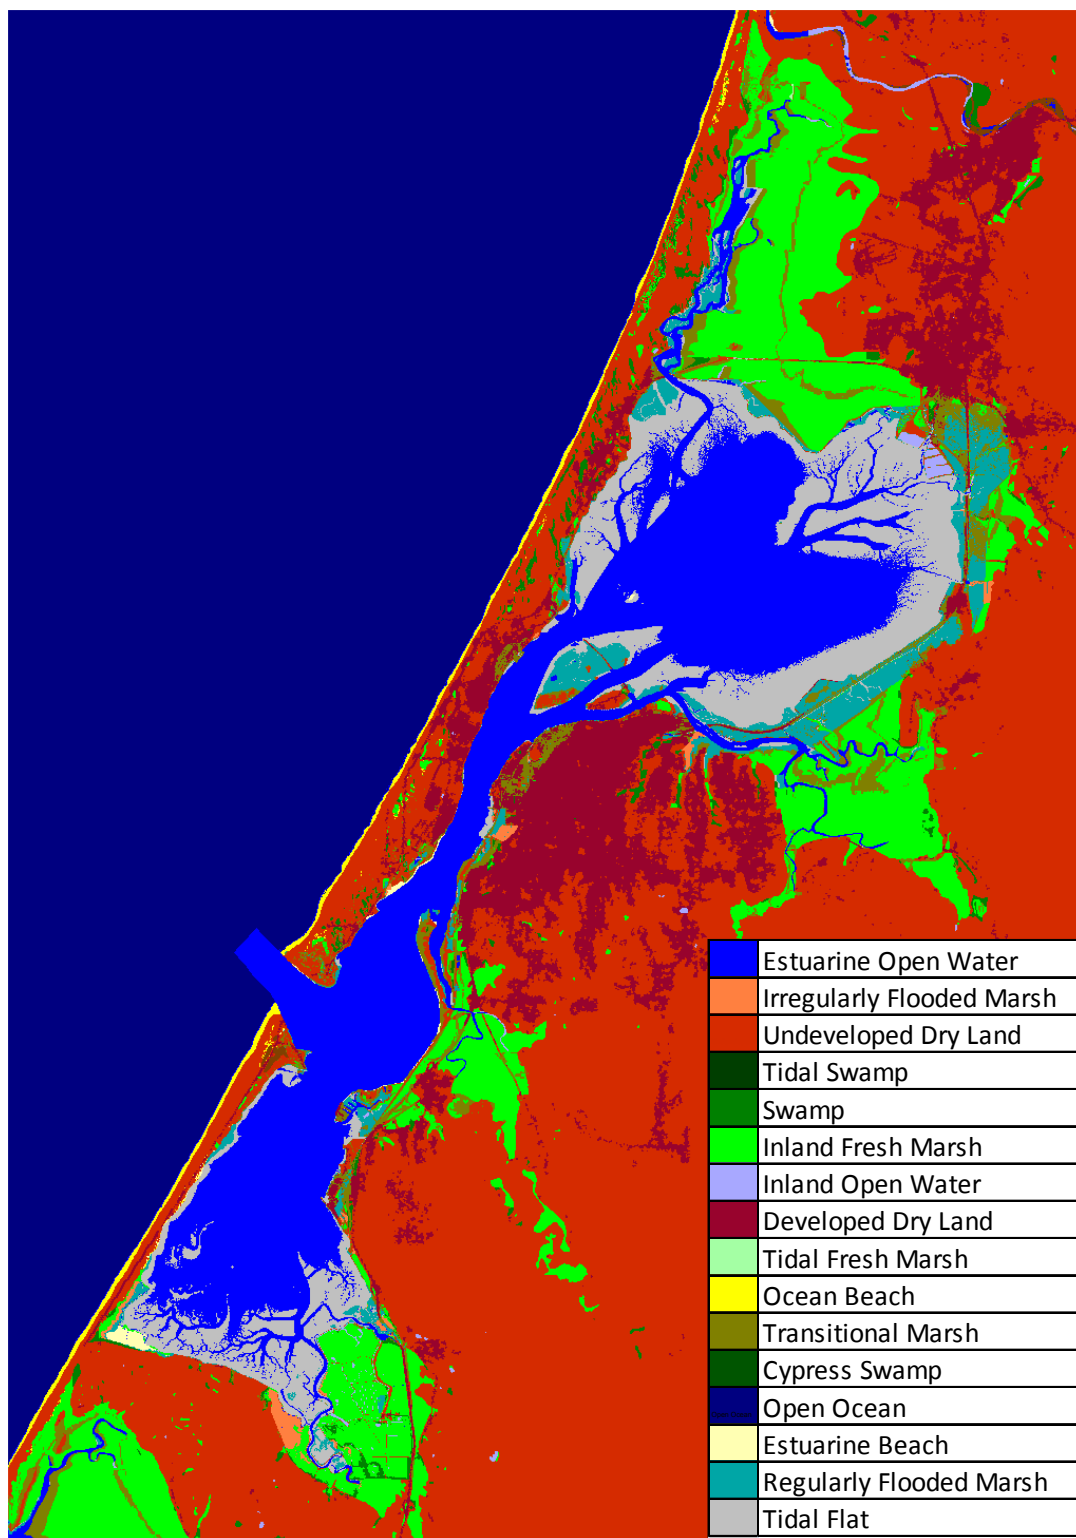 Estuarine Open Water
Irregularly Flooded Marsh
Undeveloped Dry Land
Tidal Swamp
Swamp
Inland Fresh Marsh
Inland Open Water
Developed Dry Land
Tidal Fresh Marsh
Ocean Beach
Transitional Marsh
Cypress Swamp
Open Ocean
Estuarine Beach
Regularly Flooded Marsh
Tidal Flat